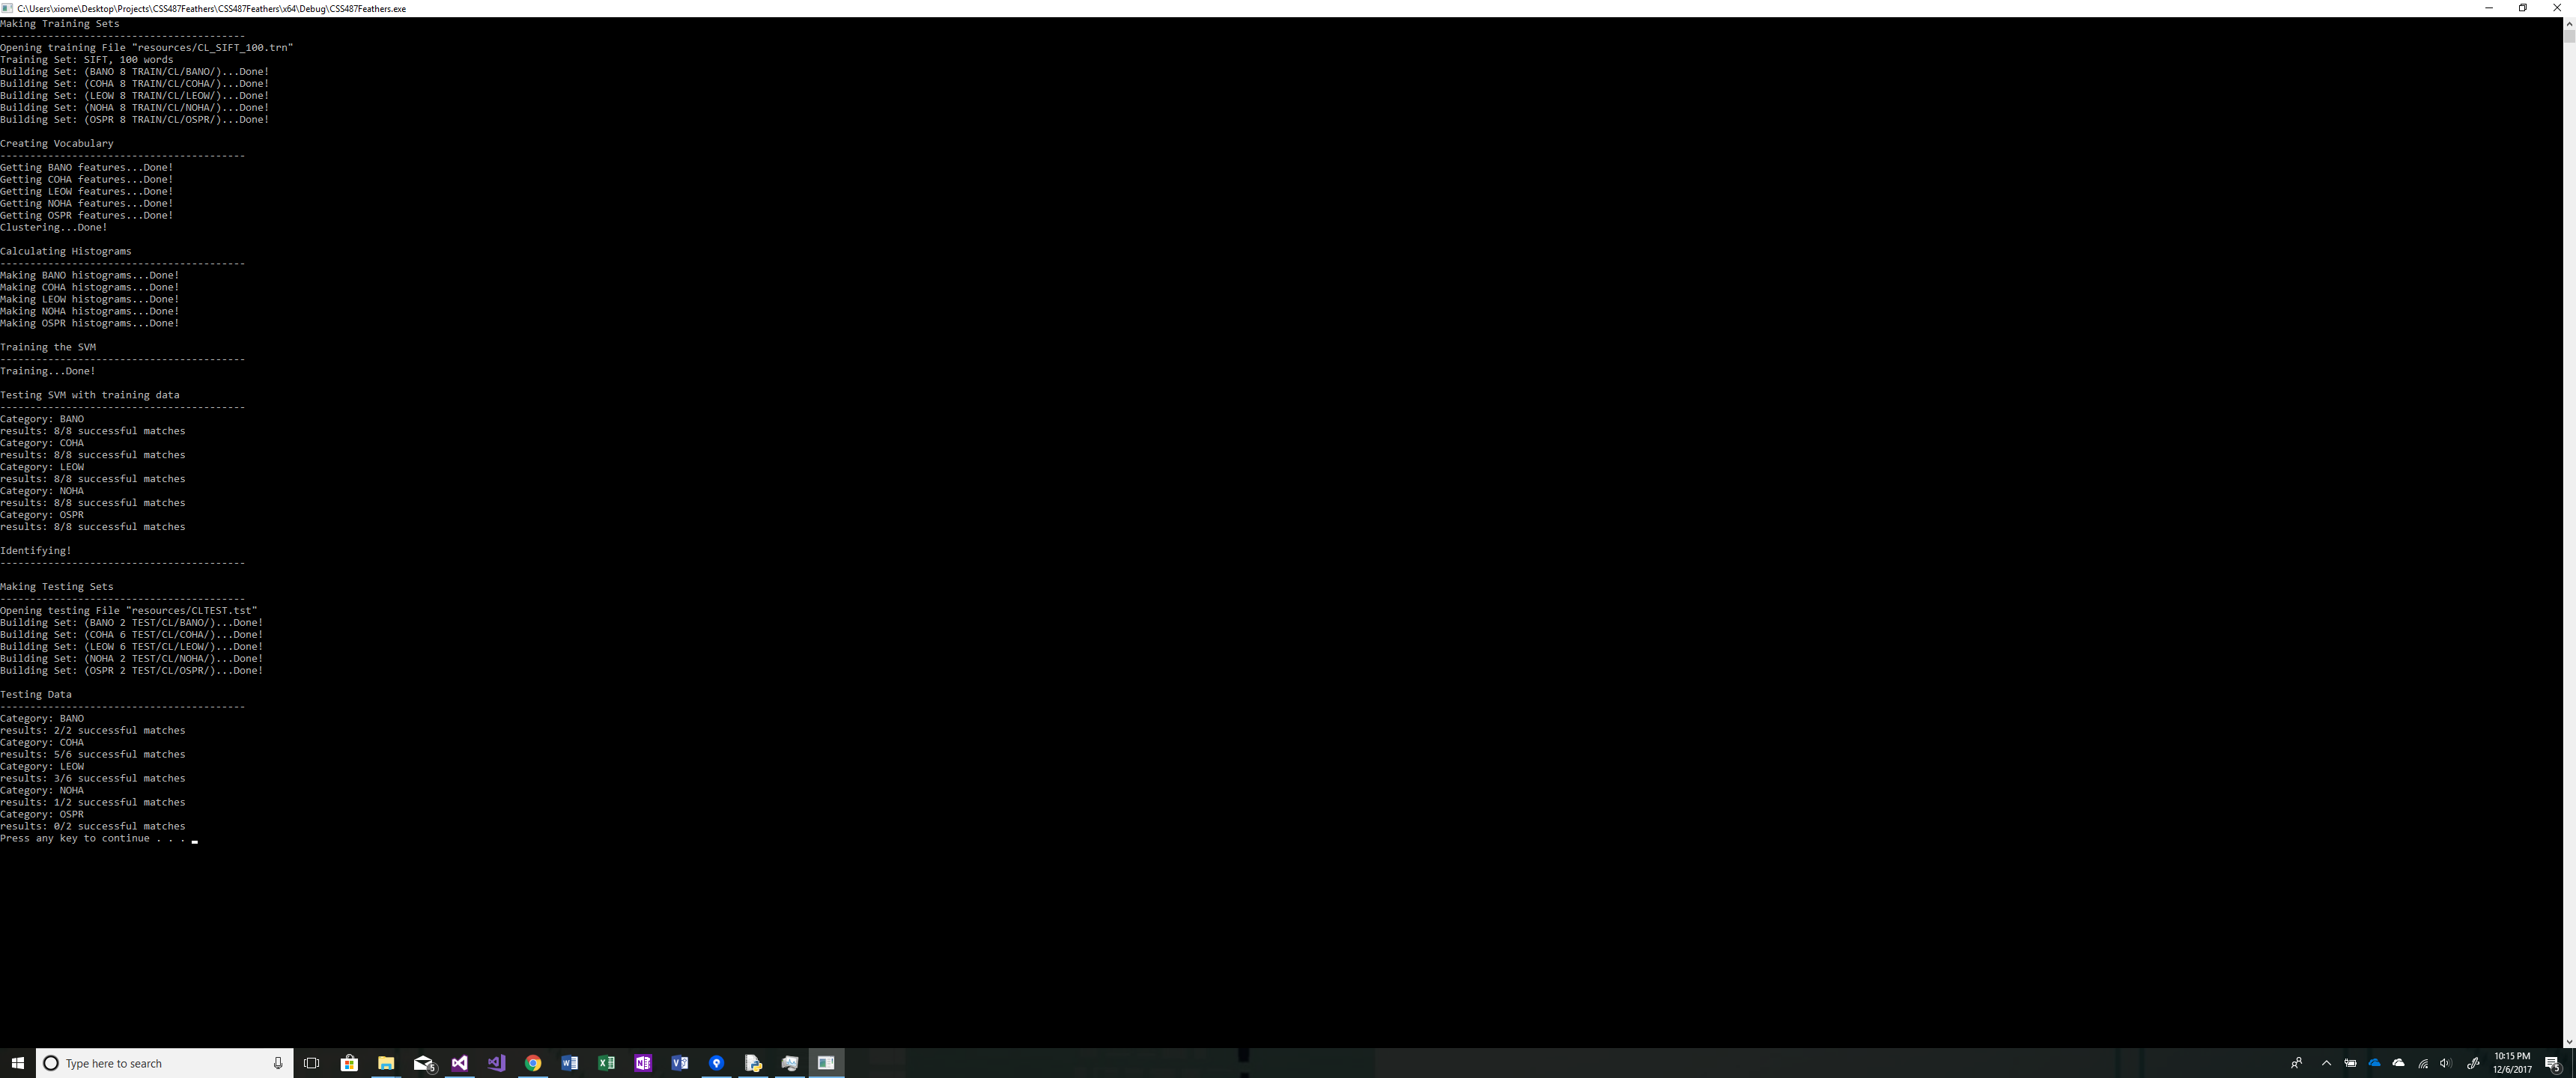 C:\Users\xiome\Desktop\Projects\CSS487Feathers\CSS487Feathers\x64\Debug\CSS487Feathers.exe
Making Training Sets
-----------------------------------------
Opening training File "resources/CL_SIFT_100.trn"
Training Set: SIFT, 100 words
Building Set: (BANO 8 TRAIN/CL/BANO/)...Done!
Building Set: (COHA 8 TRAIN/CL/COHA/)...Done!
Building Set: (LEOW 8 TRAIN/CL/LEOW/)...Done!
Building Set: (NOHA 8 TRAIN/CL/NOHA/)...Done!
Building Set: (OSPR 8 TRAIN/CL/OSPR/)...Done!
Creating Vocabulary
-----------------------------------------
Getting BANO features...Done!
Getting COHA features...Done!
Getting LEOW features...Done!
Getting NOHA features...Done!
Getting OSPR features...Done!
Clustering...Done!
Calculating Histograms
-----------------------------------------
Making BANO histograms...Done!
Making COHA histograms...Done!
Making LEOW histograms...Done!
Making NOHA histograms...Done!
Making OSPR histograms...Done!
Training the SVM
-----------------------------------------
Training...Done!
Testing SVM with training data
-----------------------------------------
Category: BANO
results: 8/8 successful matches
Category: COHA
results: 8/8 successful matches
Category: LEOW
results: 8/8 successful matches
Category: NOHA
results: 8/8 successful matches
Category: OSPR
results: 8/8 successful matches
Identifying!
-----------------------------------------
Making Testing Sets
-----------------------------------------
Opening testing File "resources/CLTEST.tst"
Building Set: (BANO 2 TEST/CL/BANO/)...Done!
Building Set: (COHA 6 TEST/CL/COHA/)...Done!
Building Set: (LEOW 6 TEST/CL/LEOW/)...Done!
Building Set: (NOHA 2 TEST/CL/NOHA/)...Done!
Building Set: (OSPR 2 TEST/CL/OSPR/)...Done!
Testing Data
-----------------------------------------
Category: BANO
results: 2/2 successful matches
Category: COHA
results: 5/6 successful matches
Category: LEOW
results: 3/6 successful matches
Category: NOHA
results: 1/2 successful matches
Category: OSPR
results: 0/2 successful matches
Press any key to continue . . .
Type here to search
5
10:15 PM
12/6/2017
5